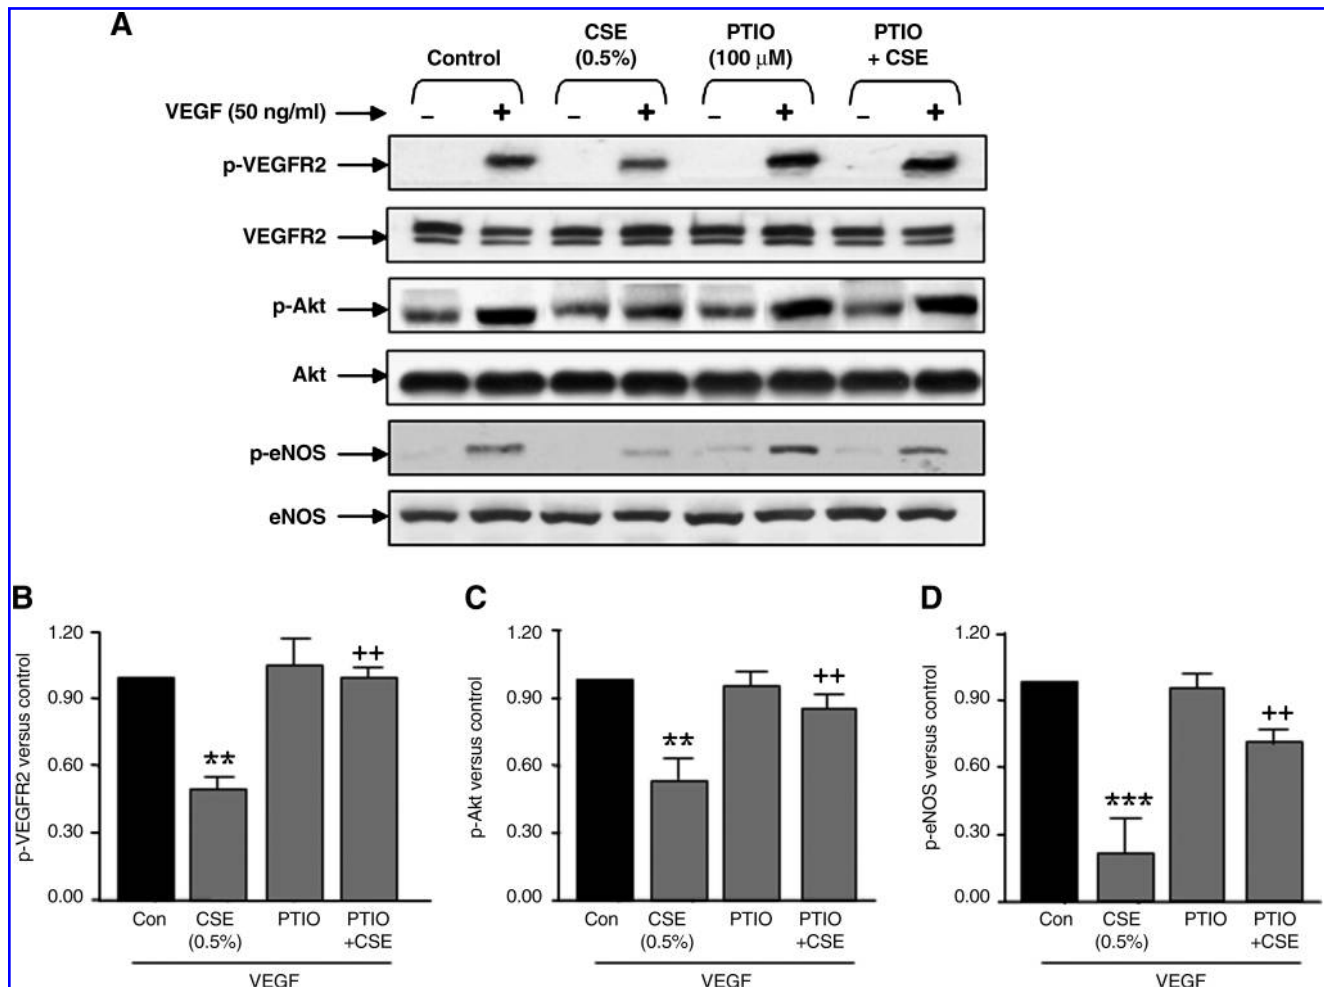 A
Control
CSE
(0.5%)
PTIO
(100 μM)
PTIO
+ CSE
VEGF (50 ng/ml)
– + – + – + – +
p-VEGFR2
VEGFR2
p-Akt
Akt
p-eNOS
eNOS
B
p-VEGFR2 versus control
1.20
0.90
0.60
0.30
0.00
**
++
Con
CSE
(0.5%)
PTIO
PTIO
+CSE
VEGF
C
p-Akt versus control
1.20
0.90
0.60
0.30
0.00
**
++
Con
CSE
(0.5%)
PTIO
PTIO
+CSE
VEGF
D
p-eNOS versus control
1.20
0.90
0.60
0.30
0.00
***
++
Con
CSE
(0.5%)
PTIO
PTIO
+CSE
VEGF